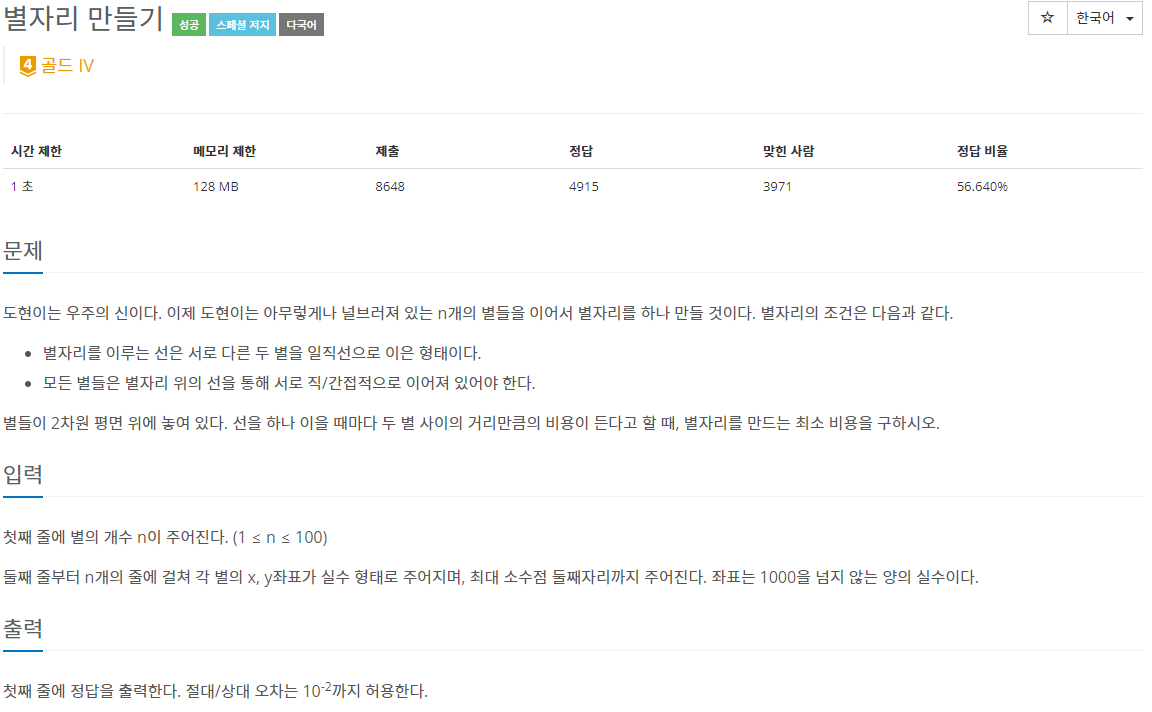 별자리 만들기 성공 스페셜 저지 다국어
☆ 한국어
4 골드 IV
시간 제한 메모리 제한 제출 정답 맞힌 사람 정답 비율
1 초 128 MB 8648 4915 3971 56.640%
문제
도현이는 우주의 신이다. 이제 도현이는 아무렇게나 널브러져 있는 n개의 별들을 이어서 별자리를 하나 만들 것이다. 별자리의 조건은 다음과 같다.
• 별자리를 이루는 선은 서로 다른 두 별을 일직선으로 이은 형태이다.
• 모든 별들은 별자리 위의 선을 통해 서로 직/간접적으로 이어져 있어야 한다.
별들이 2차원 평면 위에 놓여 있다. 선을 하나 이을 때마다 두 별 사이의 거리만큼의 비용이 든다고 할 때, 별자리를 만드는 최소 비용을 구하시오.
입력
첫째 줄에 별의 개수 n이 주어진다. (1 ≤ n ≤ 100)
둘째 줄부터 n개의 줄에 걸쳐 각 별의 x, y좌표가 실수 형태로 주어지며, 최대 소수점 둘째자리까지 주어진다. 좌표는 1000을 넘지 않는 양의 실수이다.
출력
첫째 줄에 정답을 출력한다. 절대/상대 오차는 10⁻²까지 허용한다.